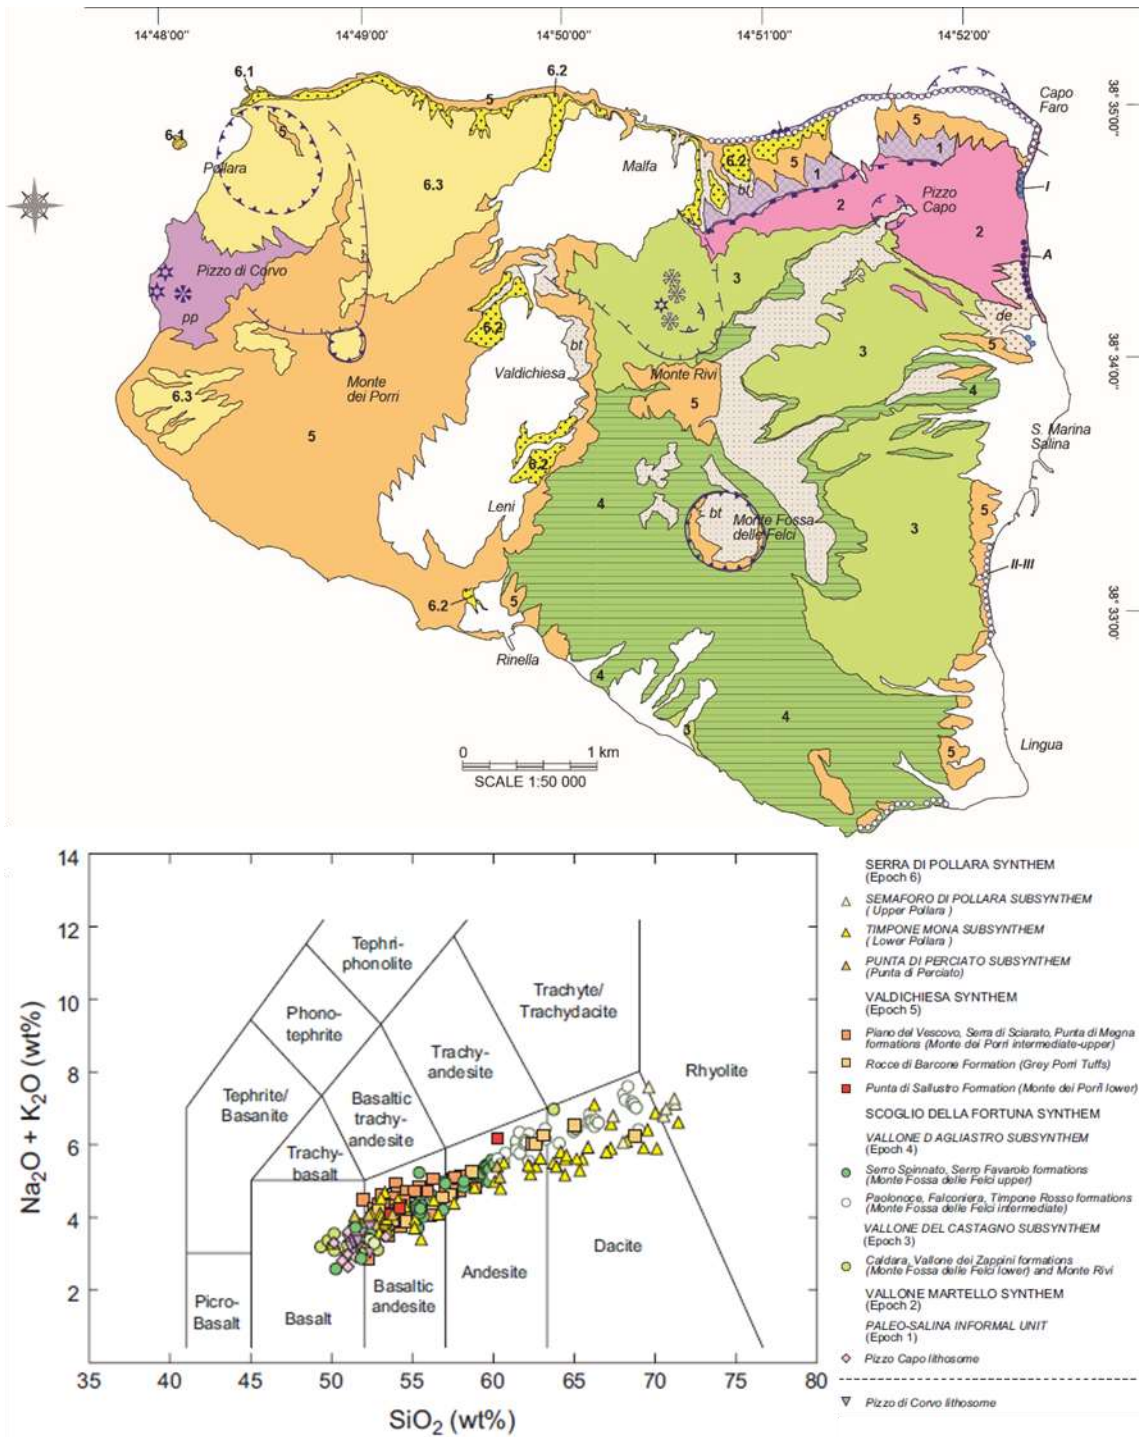 14°48'00"
14°49'00"
14°50'00"
14°51'00"
14°52'00"
6.1
6.2
Capo
Faro
38°35'00"
5
5
6.1
5
Pollara
Malfa
6.2
5
1
1
bt
6.3
I
2
Pizzo
Capo
2
A
Pizzo di Corvo
3
pp
de
6.2
bt
3
5
38°34'00"
Valdichiesa
Monte Rivi
Monte
dei Porri
6.3
5
4
5
S. Marina
Salina
6.2
Leni
4
bt
Monte Fossa
delle Felci
5
3
II-III
6.2
5
38°33'00"
Rinella
4
4
3
5
Lingua
0
1 km
SCALE 1:50 000
14
12
10
8
6
4
2
Na2O + K2O (wt%)
Tephri-
phonolite
Trachyte/
Trachydacite
Phono-
tephrite
Trachy-
andesite
Rhyolite
Tephrite/
Basanite
Basaltic
trachy-
andesite
Trachy-
basalt
Dacite
Andesite
Basaltic
andesite
Picro-
Basalt
Basalt
35
40
45
50
55
60
65
70
75
80
SiO2 (wt%)
SERRA DI POLLARA SYNTHEM
(Epoch 6)
SEMAFORO DI POLLARA SUBSYNTHEM
( Upper Pollara )
TIMPONE MONA SUBSYNTHEM
( Lower Pollara )
PUNTA DI PERCIATO SUBSYNTHEM
(Punta di Perciato)
VALDICHIESA SYNTHEM
(Epoch 5)
Piano del Vescovo, Serra di Sciarato, Punta di Megna
formations (Monte dei Porri intermediate-upper)
Rocce di Barcone Formation (Grey Porri Tuffs)
Punta di Sallustro Formation (Monte dei Porri lower)
SCOGLIO DELLA FORTUNA SYNTHEM
VALLONE D AGLIASTRO SUBSYNTHEM
(Epoch 4)
Serro Spinnato, Serro Favarolo formations
(Monte Fossa delle Felci upper)
Paolonoce, Falconiera, Timpone Rosso formations
(Monte Fossa delle Felci intermediate)
VALLONE DEL CASTAGNO SUBSYNTHEM
(Epoch 3)
Caldara, Vallone dei Zappini formations
(Monte Fossa delle Felci lower) and Monte Rivi
VALLONE MARTELLO SYNTHEM
(Epoch 2)
PALEO-SALINA INFORMAL UNIT
(Epoch 1)
Pizzo Capo lithosome
Pizzo di Corvo lithosome